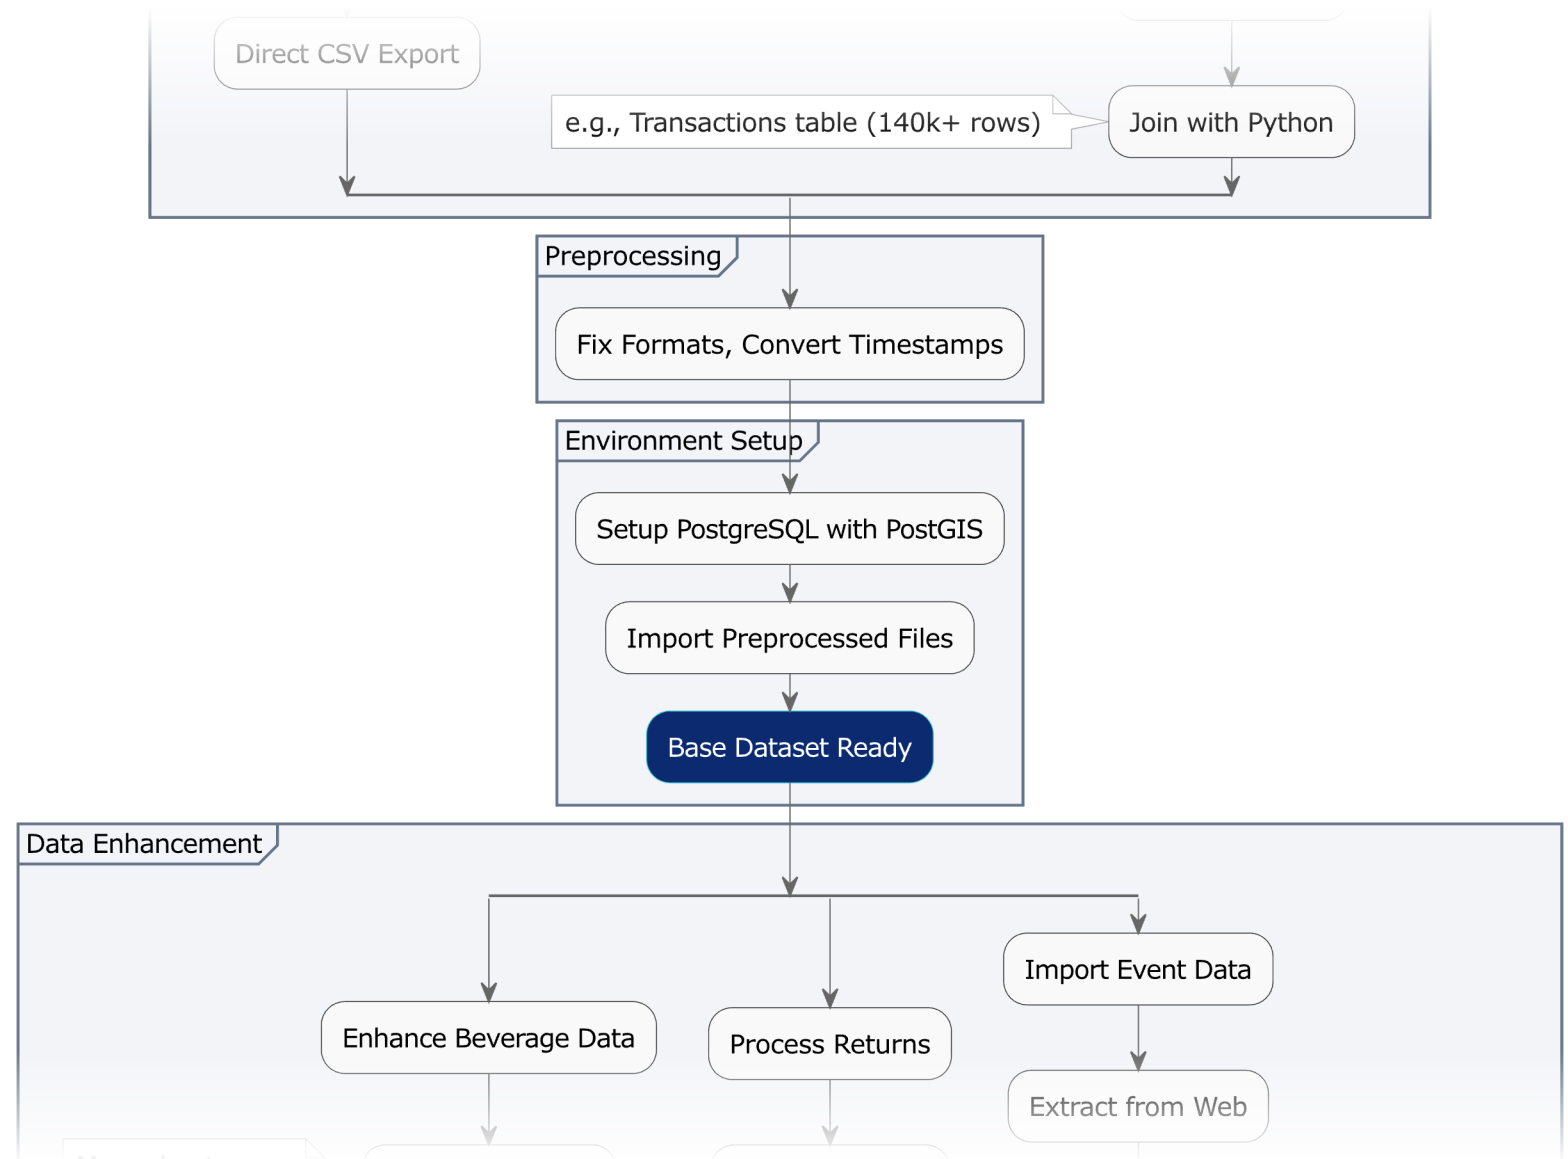 Direct CSV Export
e.g., Transactions table (140k+ rows)
Join with Python
Preprocessing
Fix Formats, Convert Timestamps
Environment Setup
Setup PostgreSQL with PostGIS
Import Preprocessed Files
Base Dataset Ready
Data Enhancement
Import Event Data
Enhance Beverage Data
Process Returns
Extract from Web